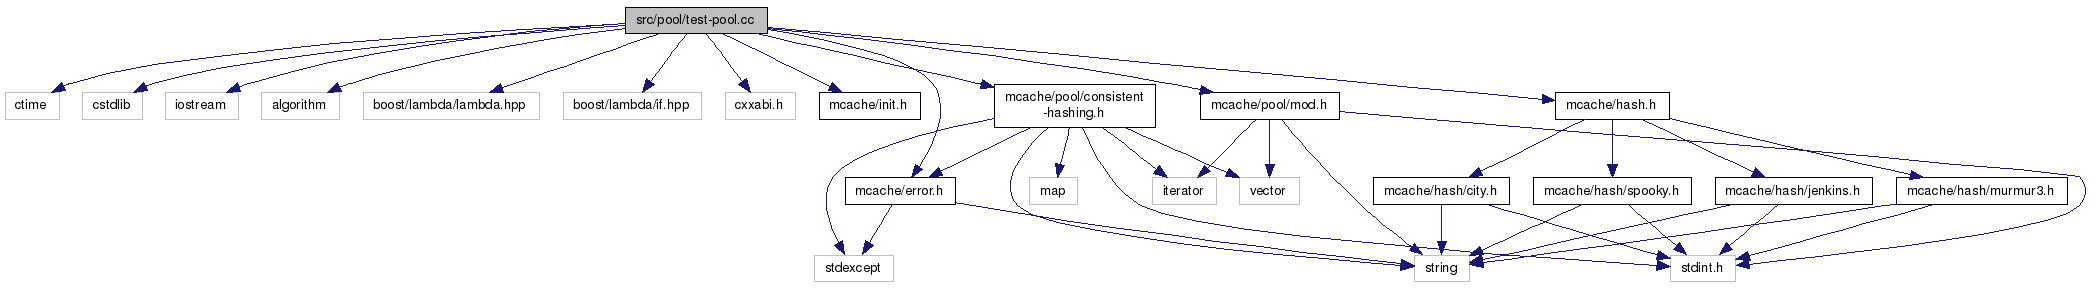 src/pool/test-pool.cc
ctime
cstdlib
iostream
algorithm
boost/lambda/lambda.hpp
boost/lambda/if.hpp
cxxabi.h
mcache/init.h
mcache/pool/consistent
-hashing.h
mcache/pool/mod.h
mcache/hash.h
mcache/error.h
map
iterator
vector
mcache/hash/city.h
mcache/hash/spooky.h
mcache/hash/jenkins.h
mcache/hash/murmur3.h
stdexcept
string
stdint.h